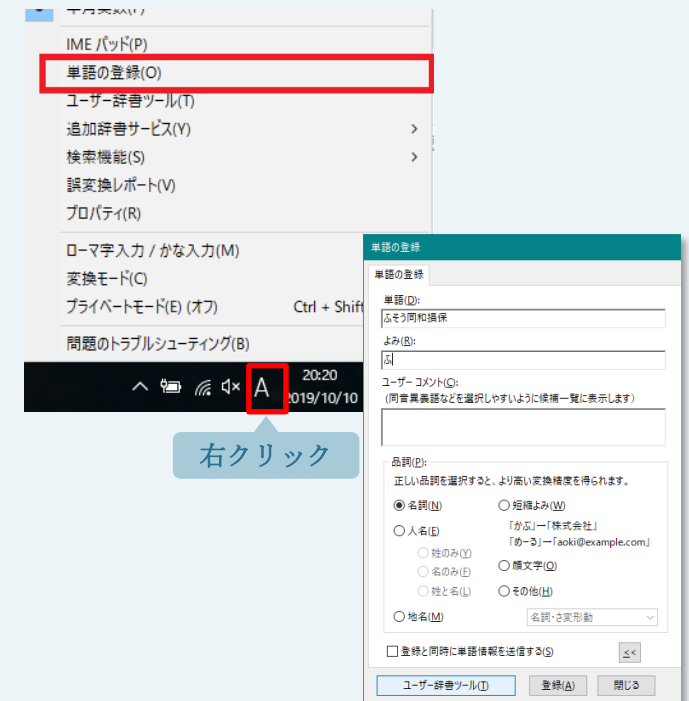 IME パッド(P)
単語の登録(O)
ユーザー辞書ツール(T)
追加辞書サービス(Y)
検索機能(S)
誤変換レポート(V)
プロパティ(R)
ローマ字入力 / かな入力(M)
変換モード(C)
プライベートモード(E) (オフ) Ctrl + Shift
問題のトラブルシューティング(B)
A
20:20
2019/10/10
右クリック
単語の登録
単語の登録
単語(D):
ふそう同和損保
よみ(R):
ふ
ユーザー コメント(C):
(同音異義語などを選択しやすいように候補一覧に表示します)
品詞(P):
正しい品詞を選択すると、より高い変換精度を得られます。
名詞(N)
短縮よみ(W)
「かぶ」→「株式会社」
「めーる」→「aoki@example.com」
人名(E)
姓のみ(Y)
名のみ(F)
姓と名(L)
顔文字(O)
その他(H)
地名(M)
名詞・さ変形動
登録と同時に単語情報を送信する(S)
<<
ユーザー辞書ツール(T)
登録(A)
閉じる